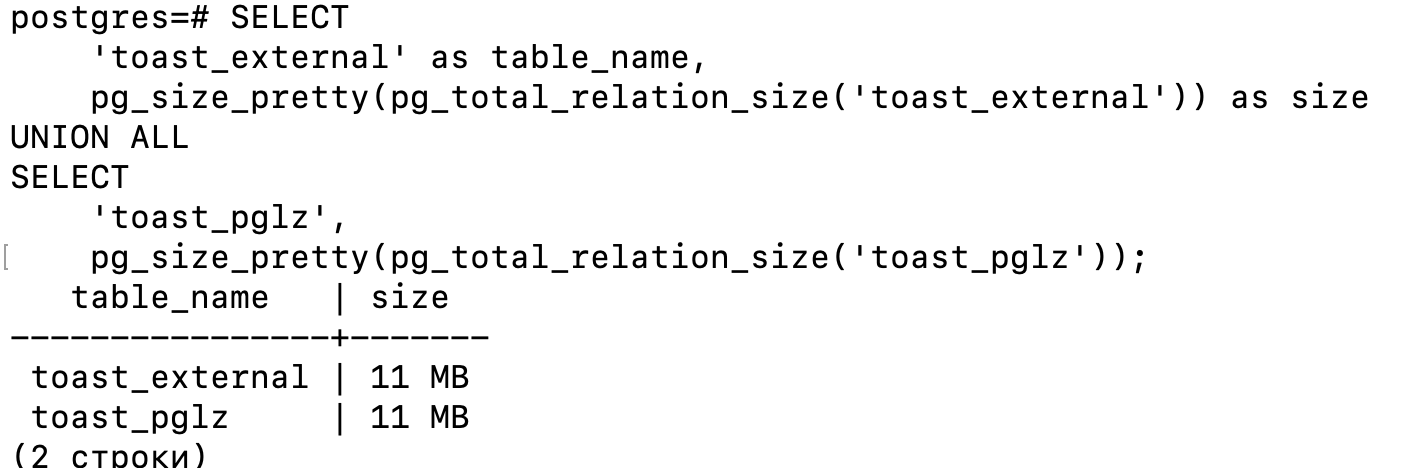 postgres=# SELECT
    'toast_external' as table_name,
    pg_size_pretty(pg_total_relation_size('toast_external')) as size
UNION ALL
SELECT
    'toast_pglz',
[    pg_size_pretty(pg_total_relation_size('toast_pglz'));
   table_name   | size
----------------+-------
 toast_external | 11 MB
 toast_pglz     | 11 MB
(2 строки)